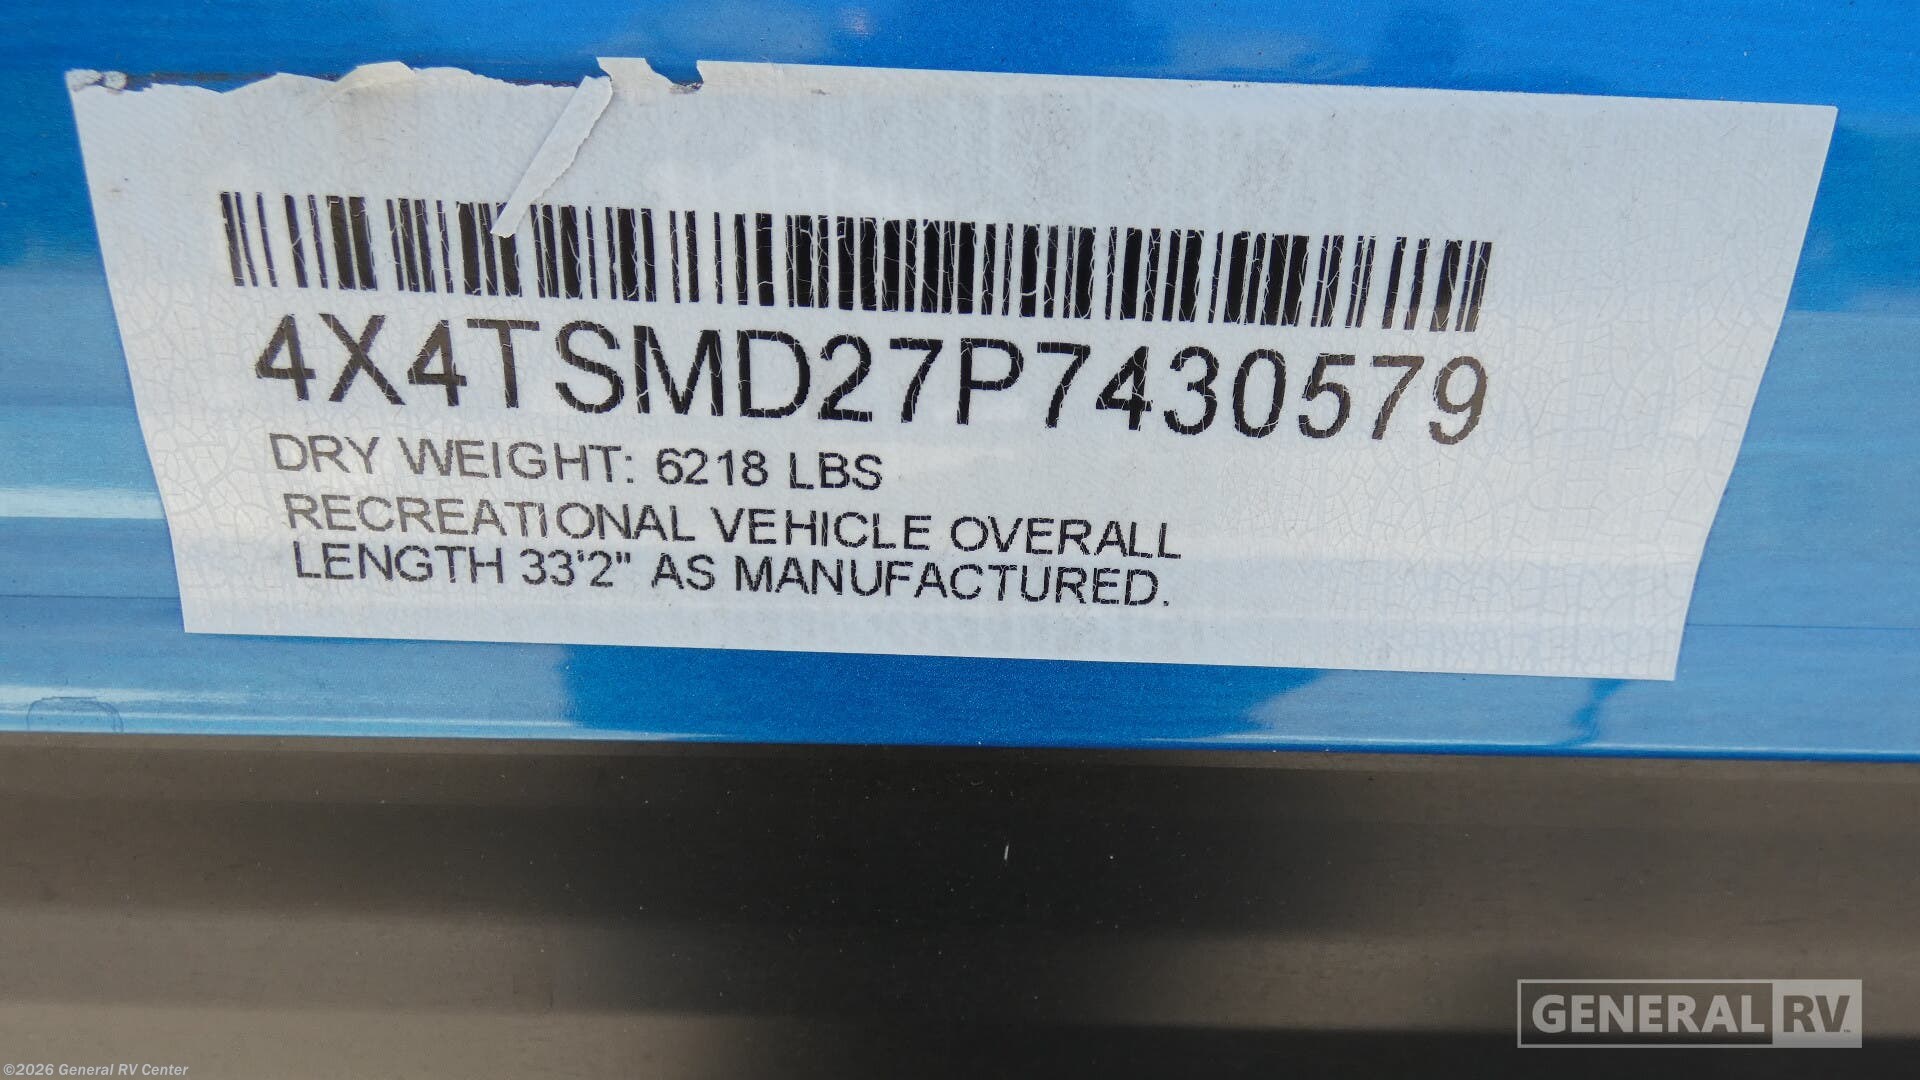 4X4TSMD27P7430579
DRY WEIGHT: 6218 LBS
RECREATIONAL VEHICLE OVERALL
LENGTH 33'2" AS MANUFACTURED.
GENERAL RV
©2026 General RV Center